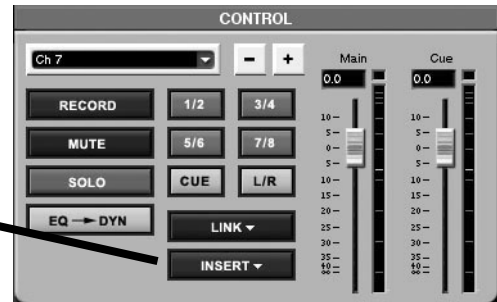 CONTROL
Ch 7
-
+
Main
Cue
0.0
0.0
RECORD
1/2
3/4
MUTE
5/6
7/8
SOLO
CUE
L/R
EQ → DYN
LINK
INSERT
10
5
0
5
10
15
20
25
30
35
40
∞
10
5
0
5
10
15
20
25
30
35
40
∞